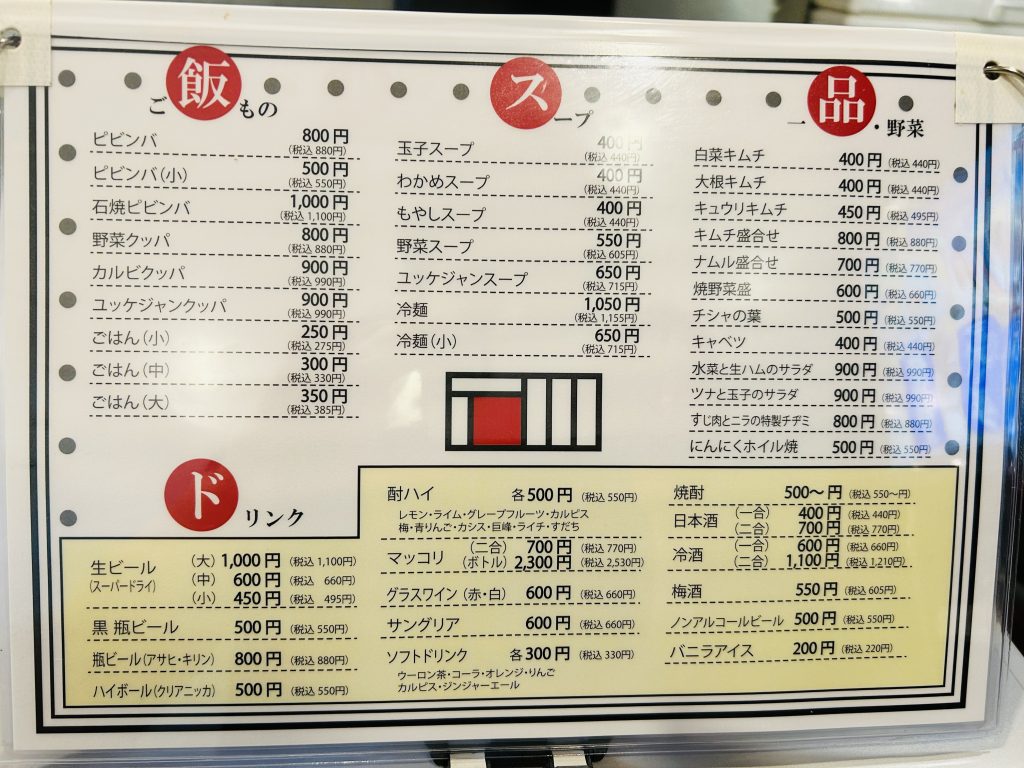 ご飯もの
ピビンバ 800円 (税込 880円)
ピビンバ(小) 500円 (税込 550円)
石焼ピビンバ 1,000円 (税込 1,100円)
野菜クッパ 800円 (税込 880円)
カルビクッパ 900円 (税込 990円)
ユッケジャンクッパ 900円 (税込 990円)
ごはん(小) 250円 (税込 275円)
ごはん(中) 300円 (税込 330円)
ごはん(大) 350円 (税込 385円)
スープ
玉子スープ 400円 (税込 440円)
わかめスープ 400円 (税込 440円)
もやしスープ 400円 (税込 440円)
野菜スープ 550円 (税込 605円)
ユッケジャンスープ 650円 (税込 715円)
冷麺 1,050円 (税込 1,155円)
冷麺(小) 650円 (税込 715円)
一品・野菜
白菜キムチ 400円 (税込 440円)
大根キムチ 400円 (税込 440円)
キュウリキムチ 450円 (税込 495円)
キムチ盛合せ 800円 (税込 880円)
ナムル盛合せ 700円 (税込 770円)
焼野菜盛 600円 (税込 660円)
チシャの葉 500円 (税込 550円)
キャベツ 400円 (税込 440円)
水菜と生ハムのサラダ 900円 (税込 990円)
ツナと玉子のサラダ 900円 (税込 990円)
すじ肉とニラの特製チヂミ 800円 (税込 880円)
にんにくホイル焼 500円 (税込 550円)
ドリンク
生ビール (大) 1,000円 (税込 1,100円)
(スーパードライ) (中) 600円 (税込 660円)
(小) 450円 (税込 495円)
黒 瓶ビール 500円 (税込 550円)
瓶ビール(アサヒ・キリン) 800円 (税込 880円)
ハイボール(クリアニッカ) 500円 (税込 550円)
酎ハイ 各500円 (税込 550円)
レモン・ライム・グレープフルーツ・カルピス
梅・青りんご・カシス・巨峰・ライチ・すだち
マッコリ (二合) 700円 (税込 770円)
(ボトル) 2,300円 (税込 2,530円)
グラスワイン(赤・白) 600円 (税込 660円)
サングリア 600円 (税込 660円)
ソフトドリンク 各300円 (税込 330円)
ウーロン茶・コーラ・オレンジ・りんご
カルピス・ジンジャーエール
焼酎 500〜円 (税込 550〜円)
日本酒 (一合) 400円 (税込 440円)
(二合) 700円 (税込 770円)
冷酒 (一合) 600円 (税込 660円)
(二合) 1,100円 (税込 1,210円)
梅酒 550円 (税込 605円)
ノンアルコールビール 500円 (税込 550円)
バニラアイス 200円 (税込 220円)